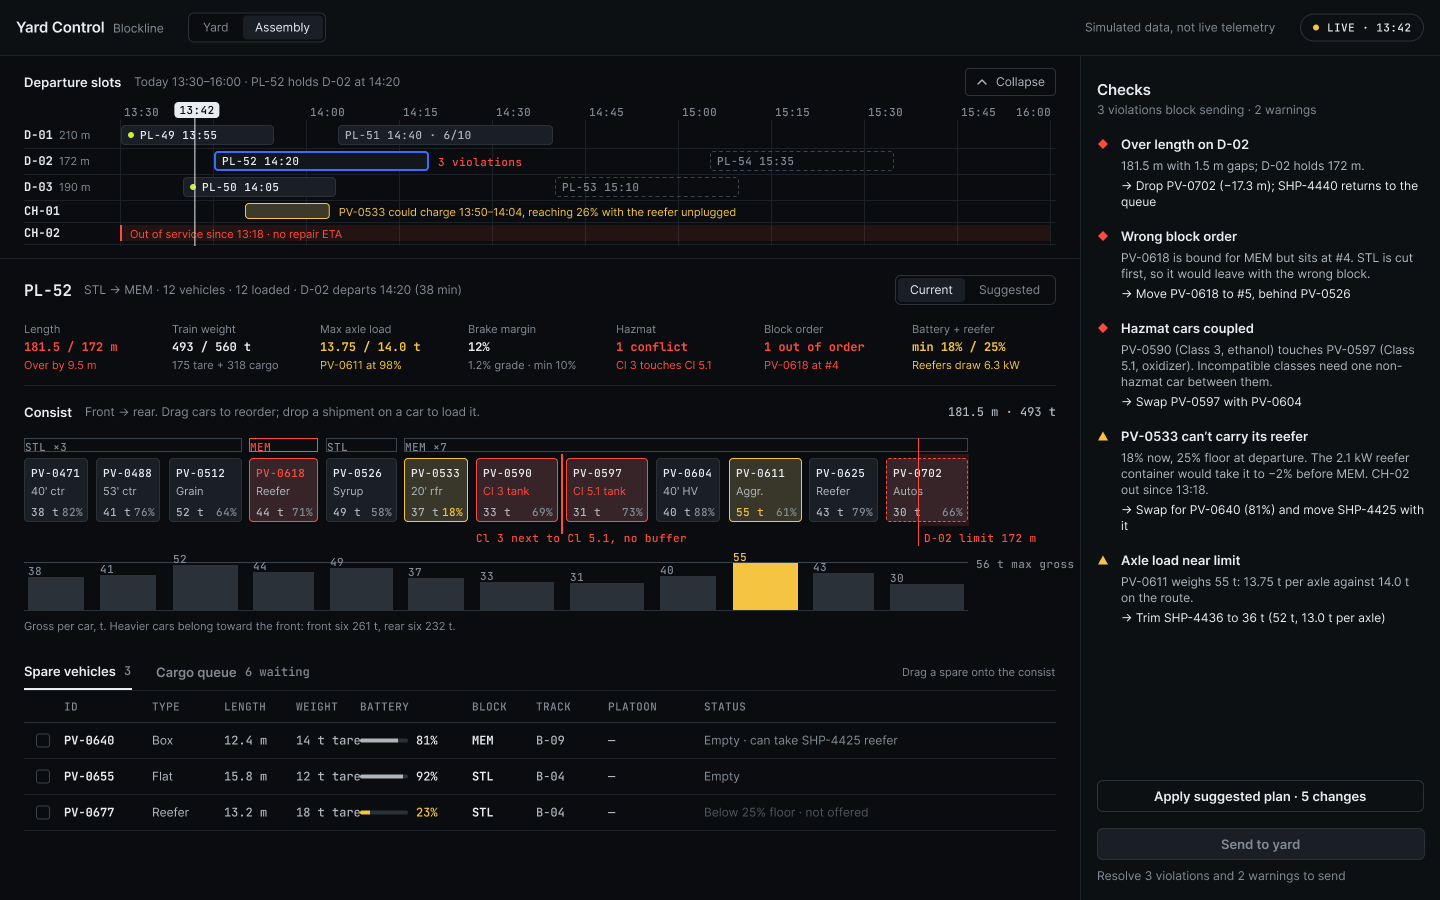 Yard Control Blockline Yard Assembly Simulated data, not live telemetry LIVE · 13:42
Departure slots Today 13:30–16:00 · PL-52 holds D-02 at 14:20 Collapse
13:30 13:42 14:00 14:15 14:30 14:45 15:00 15:15 15:30 15:45 16:00
D-01 210 m PL-49 13:55 PL-51 14:40 · 6/10
D-02 172 m PL-52 14:20 3 violations PL-54 15:35
D-03 190 m PL-50 14:05 PL-53 15:10
CH-01 PV-0533 could charge 13:50–14:04, reaching 26% with the reefer unplugged
CH-02 Out of service since 13:18 · no repair ETA
PL-52 STL → MEM · 12 vehicles · 12 loaded · D-02 departs 14:20 (38 min) Current Suggested
Length Train weight Max axle load Brake margin Hazmat Block order Battery + reefer
181.5 / 172 m 493 / 560 t 13.75 / 14.0 t 12% 1 conflict 1 out of order min 18% / 25%
Over by 9.5 m 175 tare + 318 cargo PV-0611 at 98% 1.2% grade · min 10% Cl 3 touches Cl 5.1 PV-0618 at #4 Reefers draw 6.3 kW
Consist Front → rear. Drag cars to reorder; drop a shipment on a car to load it. 181.5 m · 493 t
STL ×3 MEM STL MEM ×7
PV-0471 PV-0488 PV-0512 PV-0618 PV-0526 PV-0533 PV-0590 PV-0597 PV-0604 PV-0611 PV-0625 PV-0702
40' ctr 53' ctr Grain Reefer Syrup 20' rfr Cl 3 tank Cl 5.1 tank 40' HV Aggr. Reefer Autos
38 t 82% 41 t 76% 52 t 64% 44 t 71% 49 t 58% 37 t 18% 33 t 69% 31 t 73% 40 t 88% 55 t 61% 43 t 79% 30 t 66%
Cl 3 next to Cl 5.1, no buffer D-02 limit 172 m
38 41 52 44 49 37 33 31 40 55 43 30 56 t max gross
Gross per car, t. Heavier cars belong toward the front: front six 261 t, rear six 232 t.
Spare vehicles 3 Cargo queue 6 waiting Drag a spare onto the consist
ID TYPE LENGTH WEIGHT BATTERY BLOCK TRACK PLATOON STATUS
PV-0640 Box 12.4 m 14 t tare 81% MEM B-09 — Empty · can take SHP-4425 reefer
PV-0655 Flat 15.8 m 12 t tare 92% STL B-04 — Empty
PV-0677 Reefer 13.2 m 18 t tare 23% STL B-04 — Below 25% floor · not offered
Checks
3 violations block sending · 2 warnings
Over length on D-02
181.5 m with 1.5 m gaps; D-02 holds 172 m.
→ Drop PV-0702 (−17.3 m); SHP-4440 returns to the
queue
Wrong block order
PV-0618 is bound for MEM but sits at #4. STL is cut
first, so it would leave with the wrong block.
→ Move PV-0618 to #5, behind PV-0526
Hazmat cars coupled
PV-0590 (Class 3, ethanol) touches PV-0597 (Class
5.1, oxidizer). Incompatible classes need one non-
hazmat car between them.
→ Swap PV-0597 with PV-0604
PV-0533 can’t carry its reefer
18% now, 25% floor at departure. The 2.1 kW reefer
container would take it to −2% before MEM. CH-02
out since 13:18.
→ Swap for PV-0640 (81%) and move SHP-4425 with
it
Axle load near limit
PV-0611 weighs 55 t: 13.75 t per axle against 14.0 t
on the route.
→ Trim SHP-4436 to 36 t (52 t, 13.0 t per axle)
Apply suggested plan · 5 changes
Send to yard
Resolve 3 violations and 2 warnings to send